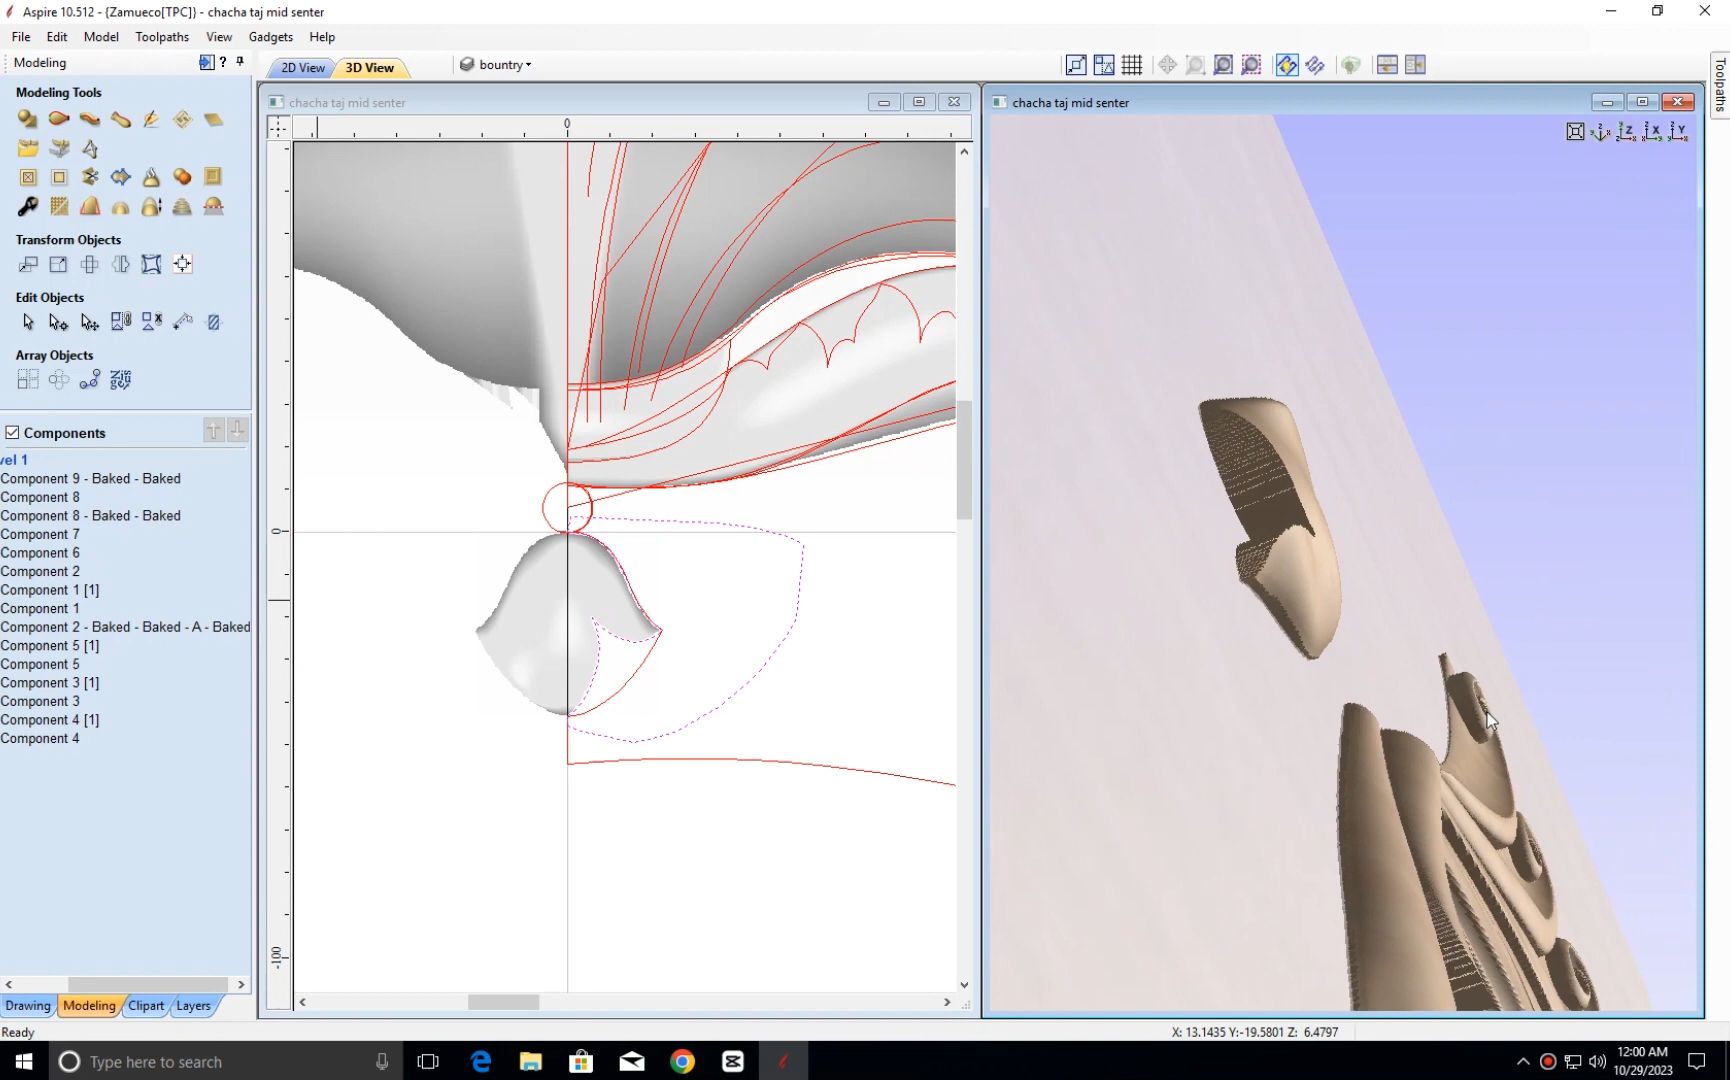 Aspire 10.512 - {Zamueco[TPC]} - chacha taj mid senter
File Edit Model Toolpaths View Gadgets Help
Modeling
2D View 3D View bountry
Toolpaths
Modeling Tools
chacha taj mid senter
chacha taj mid senter
0
Z X Y
Transform Objects
Edit Objects
Array Objects
Components
vel 1
Component 9 - Baked - Baked
Component 8
Component 8 - Baked - Baked
Component 7
Component 6
Component 2
Component 1 [1]
Component 1
Component 2 - Baked - Baked - A - Baked
Component 5 [1]
Component 5
Component 3 [1]
Component 3
Component 4 [1]
Component 4
0
-100
Drawing Modeling Clipart Layers
Ready
X: 13.1435 Y:-19.5801 Z: 6.4797
Type here to search
12:00 AM
10/29/2023